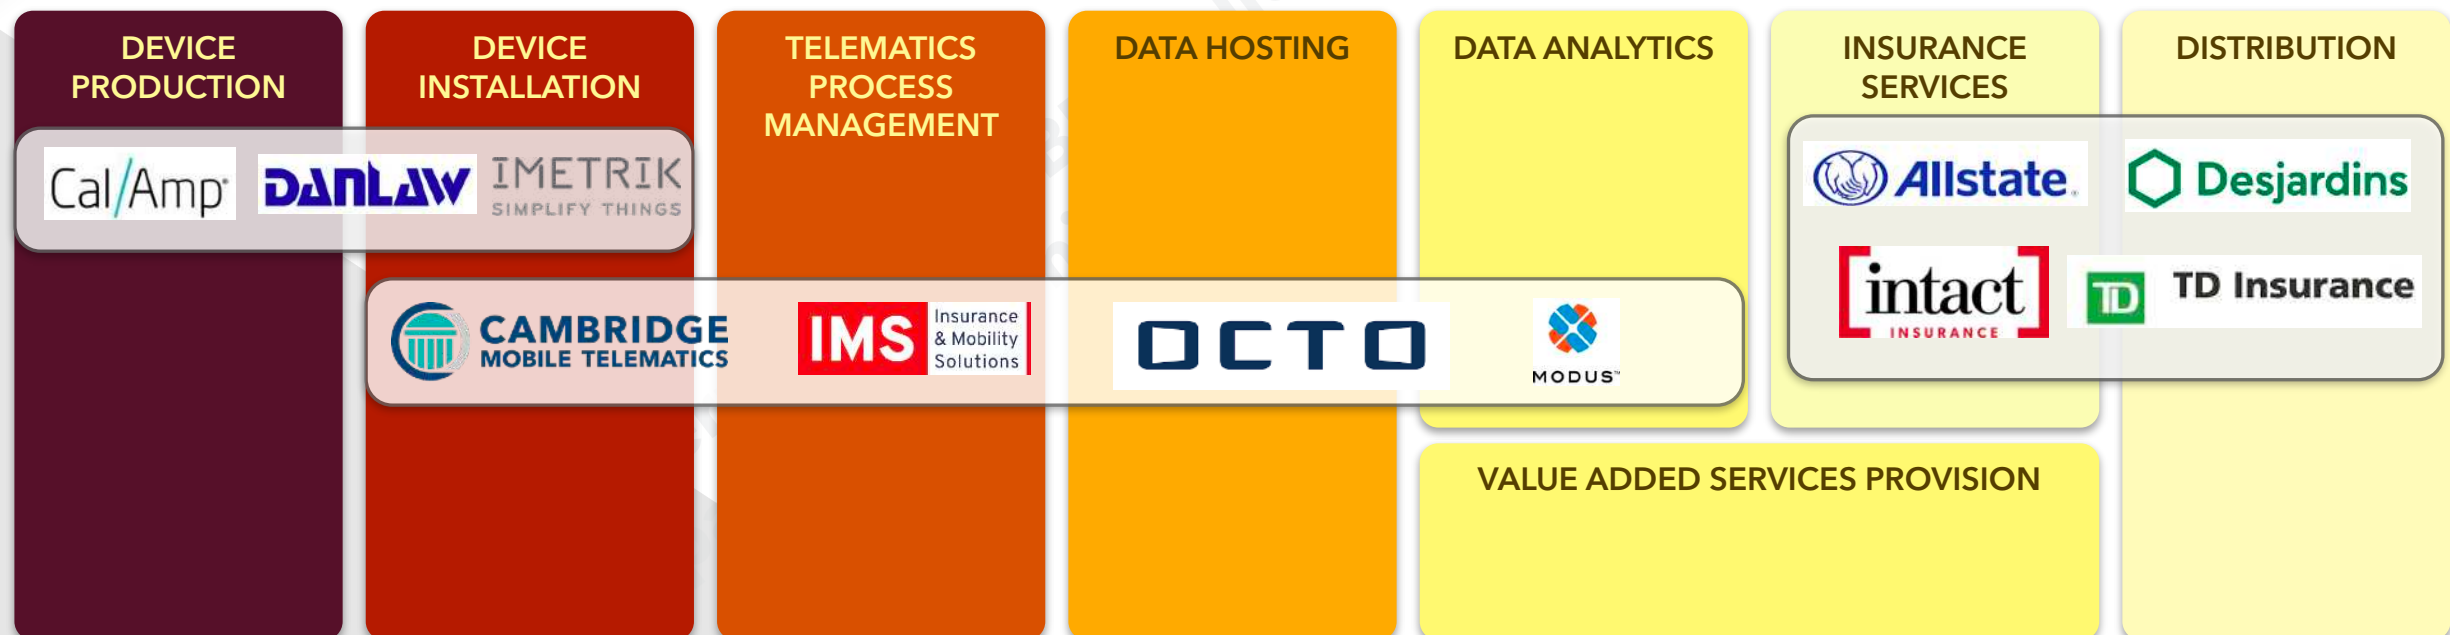 DEVICE
PRODUCTION
DEVICE
INSTALLATION
TELEMATICS
PROCESS
MANAGEMENT
DATA HOSTING
DATA ANALYTICS
INSURANCE
SERVICES
DISTRIBUTION
Cal/Amp
DANLAW
IMETRIK
SIMPLIFY THINGS
Allstate.
Desjardins
intact
INSURANCE
TD TD Insurance
CAMBRIDGE
MOBILE TELEMATICS
IMS
Insurance
& Mobility
Solutions
OCTO
MODUS™
VALUE ADDED SERVICES PROVISION